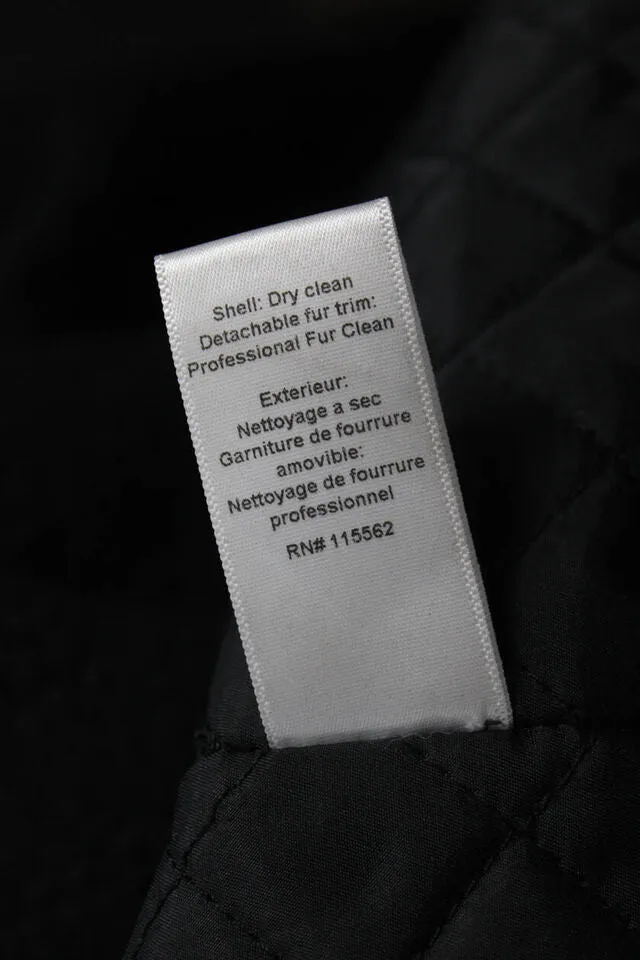 Shell: Dry clean
Detachable fur trim:
Professional Fur Clean
Exterieur:
Nettoyage a sec
Garniture de fourrure
amovible:
Nettoyage de fourrure
professionnel
RN# 115562